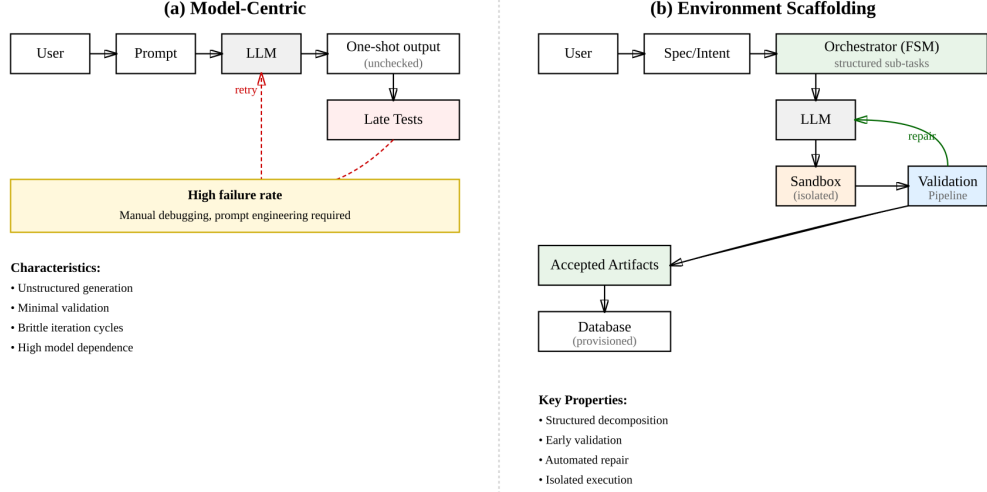 (a) Model-Centric
User
Prompt
LLM
One-shot output
(unchecked)
retry
Late Tests
High failure rate
Manual debugging, prompt engineering required
Characteristics:
• Unstructured generation
• Minimal validation
• Brittle iteration cycles
• High model dependence
(b) Environment Scaffolding
User
Spec/Intent
Orchestrator (FSM)
structured sub-tasks
LLM
repair
Sandbox
(isolated)
Validation
Pipeline
Accepted Artifacts
Database
(provisioned)
Key Properties:
• Structured decomposition
• Early validation
• Automated repair
• Isolated execution